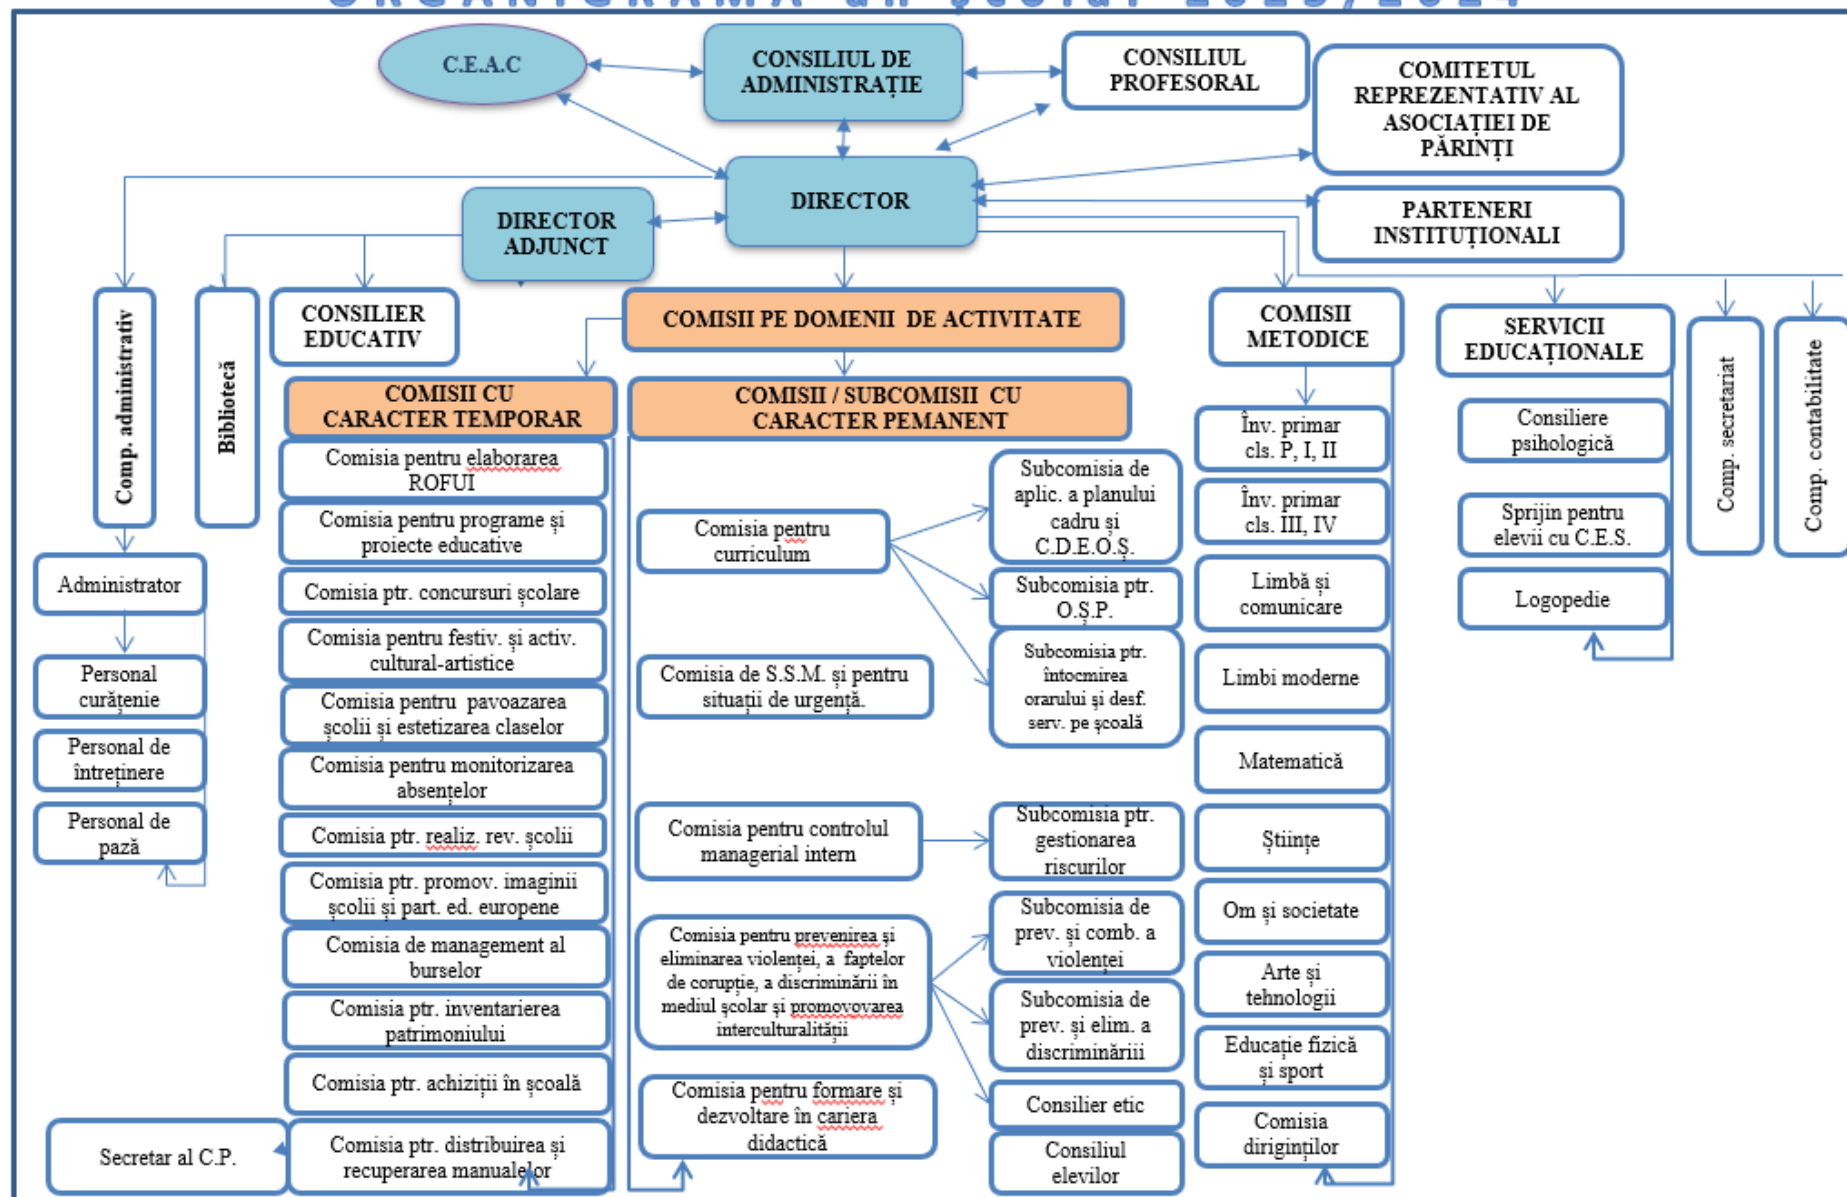 ORGANIGRAMA an școlar 2023/2024
C.E.A.C
CONSILIUL DE
ADMINISTRAȚIE
CONSILIUL
PROFESORAL
COMITETUL
REPREZENTATIV AL
ASOCIAȚIEI DE
PĂRINȚI
DIRECTOR
DIRECTOR
ADJUNCT
PARTENERI
INSTITUȚIONALI
Comp. administrativ
Bibliotecă
CONSILIER
EDUCATIV
COMISII PE DOMENII DE ACTIVITATE
COMISII
METODICE
SERVICII
EDUCAȚIONALE
Comp. secretariat
Comp. contabilitate
COMISII CU
CARACTER TEMPORAR
COMISII / SUBCOMISII CU
CARACTER PEMANENT
Administrator
Personal
curățenie
Personal de
întreținere
Personal de
pază
Comisia pentru elaborarea
ROFUI
Comisia pentru programe și
proiecte educative
Comisia ptr. concursuri școlare
Comisia pentru festiv. și activ.
cultural-artistice
Comisia pentru pavoazarea
școlii și estetizarea claselor
Comisia pentru monitorizarea
absențelor
Comisia ptr. realiz. rev. școlii
Comisia ptr. promov. imaginii
școlii și part. ed. europene
Comisia de management al
burselor
Comisia ptr. inventarierea
patrimoniului
Comisia ptr. achiziții în școală
Comisia ptr. distribuirea și
recuperarea manualelor
Secretar al C.P.
Comisia pentru
curriculum
Comisia de S.S.M. și pentru
situații de urgență.
Comisia pentru controlul
managerial intern
Comisia pentru prevenirea și
eliminarea violenței, a faptelor
de corupție, a discriminării în
mediul școlar și promovovarea
interculturalității
Comisia pentru formare și
dezvoltare în cariera
didactică
Subcomisia de
aplic. a planului
cadru și
C.D.E.O.Ș.
Subcomisia ptr.
O.Ș.P.
Subcomisia ptr.
întocmirea
orarului și desf.
serv. pe școală
Subcomisia ptr.
gestionarea
riscurilor
Subcomisia de
prev. și comb. a
violenței
Subcomisia de
prev. și elim. a
discriminăriii
Consilier etic
Consiliul
elevilor
Înv. primar
cls. P, I, II
Înv. primar
cls. III, IV
Limbă și
comunicare
Limbi moderne
Matematică
Științe
Om și societate
Arte și
tehnologii
Educație fizică
și sport
Comisia
diriginților
Consiliere
psihologică
Sprijin pentru
elevii cu C.E.S.
Logopedie